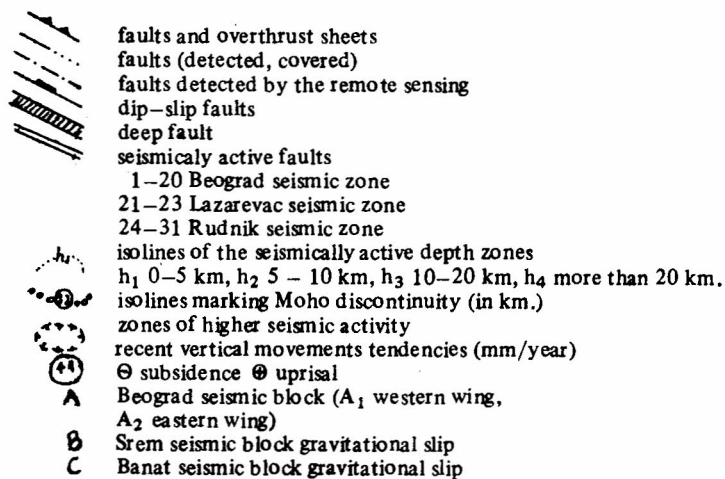 faults and overthrust sheets
faults (detected, covered)
faults detected by the remote sensing
dip–slip faults
deep fault
seismicaly active faults
1–20 Beograd seismic zone
21–23 Lazarevac seismic zone
24–31 Rudnik seismic zone
h₁ isolines of the seismically active depth zones
h₁ 0–5 km, h₂ 5 – 10 km, h₃ 10–20 km, h₄ more than 20 km.
isolines marking Moho discontinuity (in km.)
zones of higher seismic activity
recent vertical movements tendencies (mm/year)
⊖ subsidence ⊕ uprisal
A Beograd seismic block (A₁ western wing,
A₂ eastern wing)
B Srem seismic block gravitational slip
C Banat seismic block gravitational slip